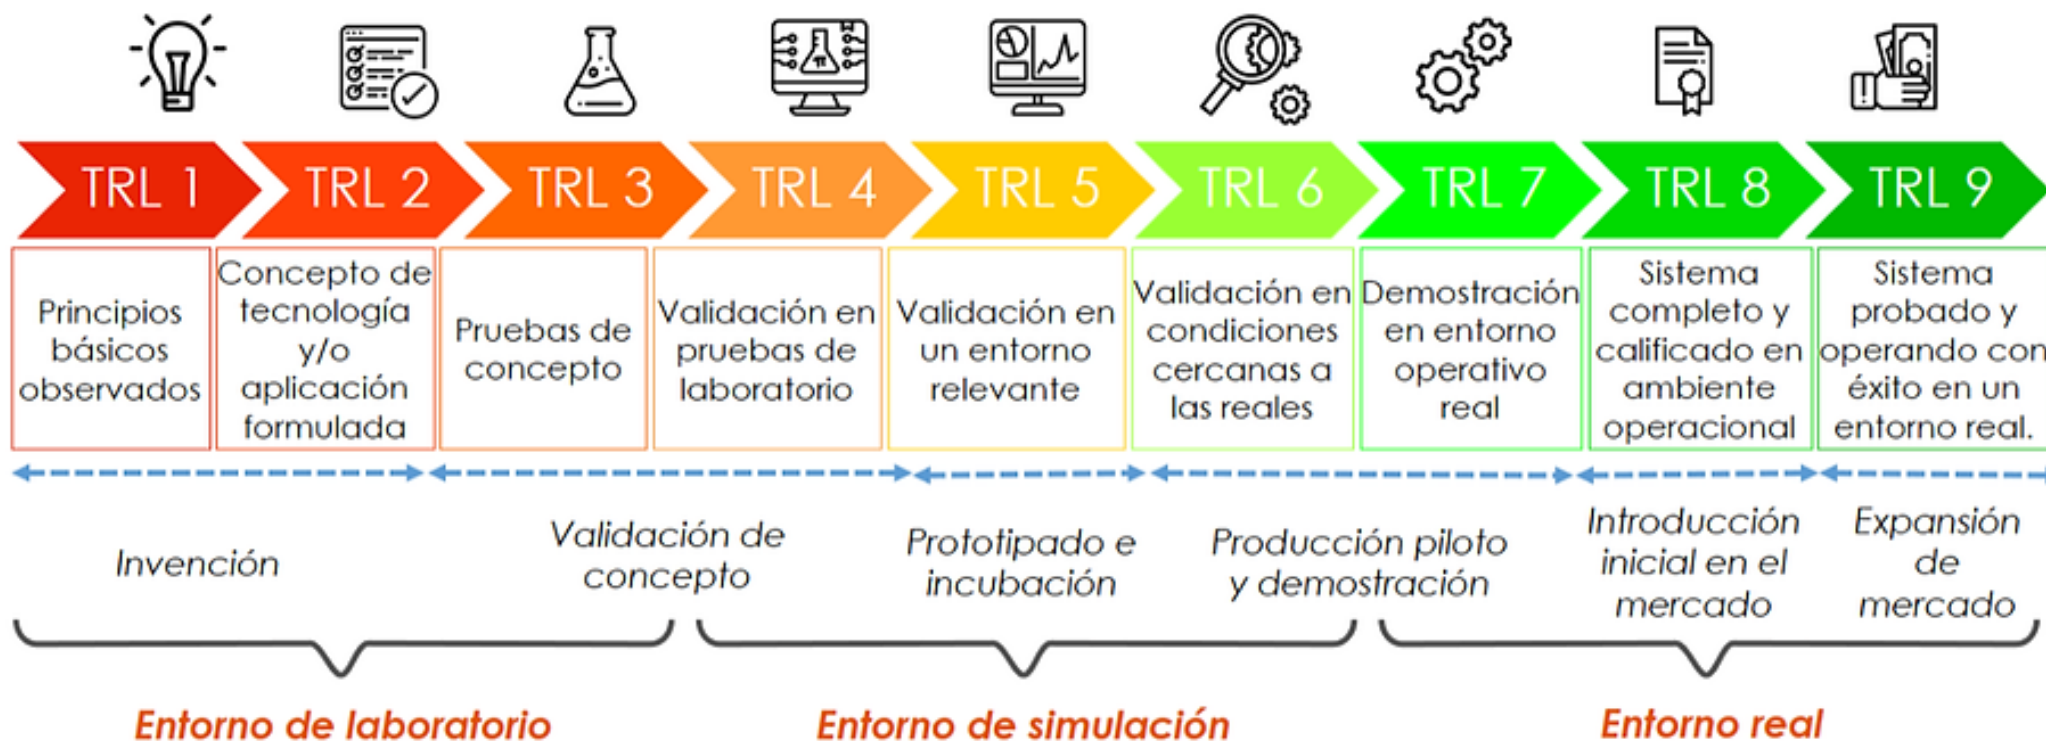 TRL 1
TRL 2
TRL 3
TRL 4
TRL 5
TRL 6
TRL 7
TRL 8
TRL 9
Principios
básicos
observados
Concepto de
tecnología
y/o
aplicación
formulada
Pruebas de
concepto
Validación en
pruebas de
laboratorio
Validación en
un entorno
relevante
Validación en
condiciones
cercanas a
las reales
Demostración
en entorno
operativo
real
Sistema
completo y
calificado en
ambiente
operacional
Sistema
probado y
operando con
éxito en un
entorno real.
Invención
Validación de
concepto
Prototipado e
incubación
Producción piloto
y demostración
Introducción
inicial en el
mercado
Expansión
de
mercado
Entorno de laboratorio
Entorno de simulación
Entorno real